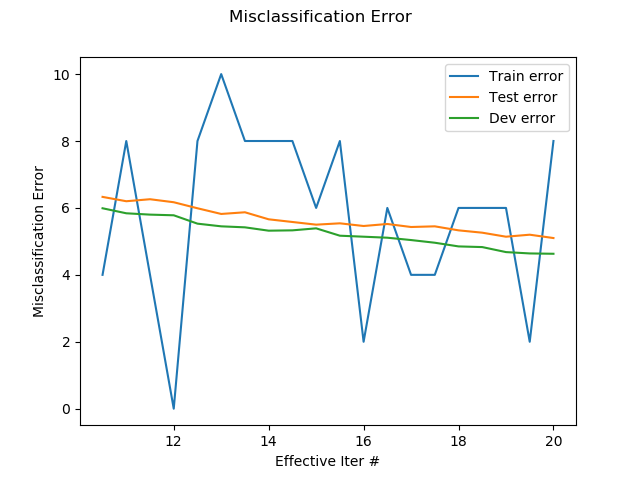 Misclassification Error
Train error
Test error
Dev error
Misclassification Error
10
8
6
4
2
0
12 14 16 18 20
Effective Iter #